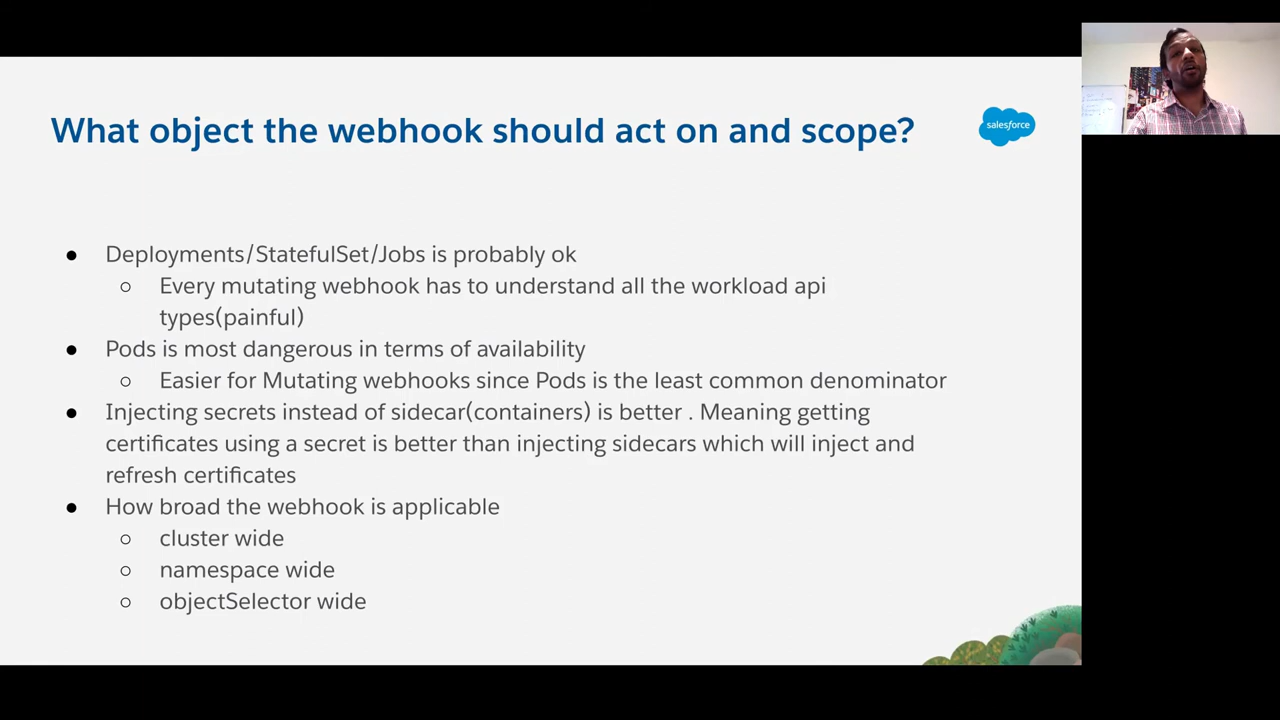 What object the webhook should act on and scope?
salesforce
● Deployments/StatefulSet/Jobs is probably ok
○ Every mutating webhook has to understand all the workload api
types(painful)
● Pods is most dangerous in terms of availability
○ Easier for Mutating webhooks since Pods is the least common denominator
● Injecting secrets instead of sidecar(containers) is better . Meaning getting
certificates using a secret is better than injecting sidecars which will inject and
refresh certificates
● How broad the webhook is applicable
○ cluster wide
○ namespace wide
○ objectSelector wide